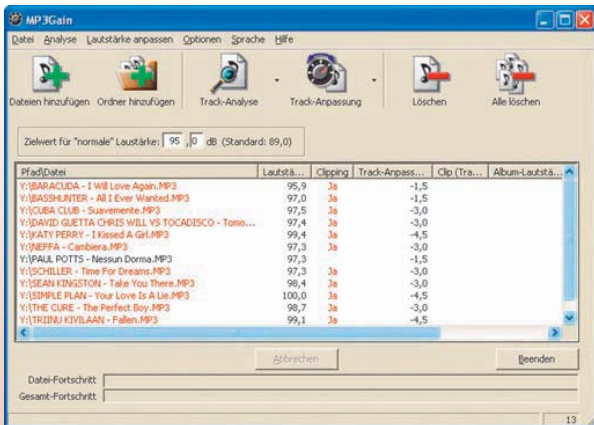 MP3Gain
Datei Analyse Lautstärke anpassen Optionen Sprache Hilfe
Dateien hinzufügen Ordner hinzufügen Track-Analyse Track-Anpassung Löschen Alle löschen
Zielwert für "normale" Laustärke: 95 ,0 dB (Standard: 89,0)
Pfad\Datei Lautstä... Clipping Track-Anpass... Clip (Tra... Album-Lautstä...
Y:\BARACUDA - I Will Love Again.MP3 95,9 Ja -1,5
Y:\BASSHUNTER - All I Ever Wanted.MP3 97,0 Ja -1,5
Y:\CUBA CLUB - Suavemente.MP3 97,5 Ja -3,0
Y:\DAVID GUETTA CHRIS WILL VS TOCADISCO - Tomo... 97,4 Ja -3,0
Y:\KATY PERRY - I Kissed A Girl.MP3 99,4 Ja -4,5
Y:\NEFFA - Cambiera.MP3 97,3 Ja -3,0
Y:\PAUL POTTS - Nessun Dorma.MP3 97,3 -1,5
Y:\SCHILLER - Time For Dreams.MP3 97,3 Ja -3,0
Y:\SEAN KINGSTON - Take You There.MP3 98,4 Ja -3,0
Y:\SIMPLE PLAN - Your Love Is A Lie.MP3 100,0 Ja -4,5
Y:\THE CURE - The Perfect Boy.MP3 98,7 Ja -3,0
Y:\TRIINU KIVILAAN - Fallen.MP3 99,1 Ja -4,5
Abbrechen Beenden
Datei-Fortschritt
Gesamt-Fortschritt
13